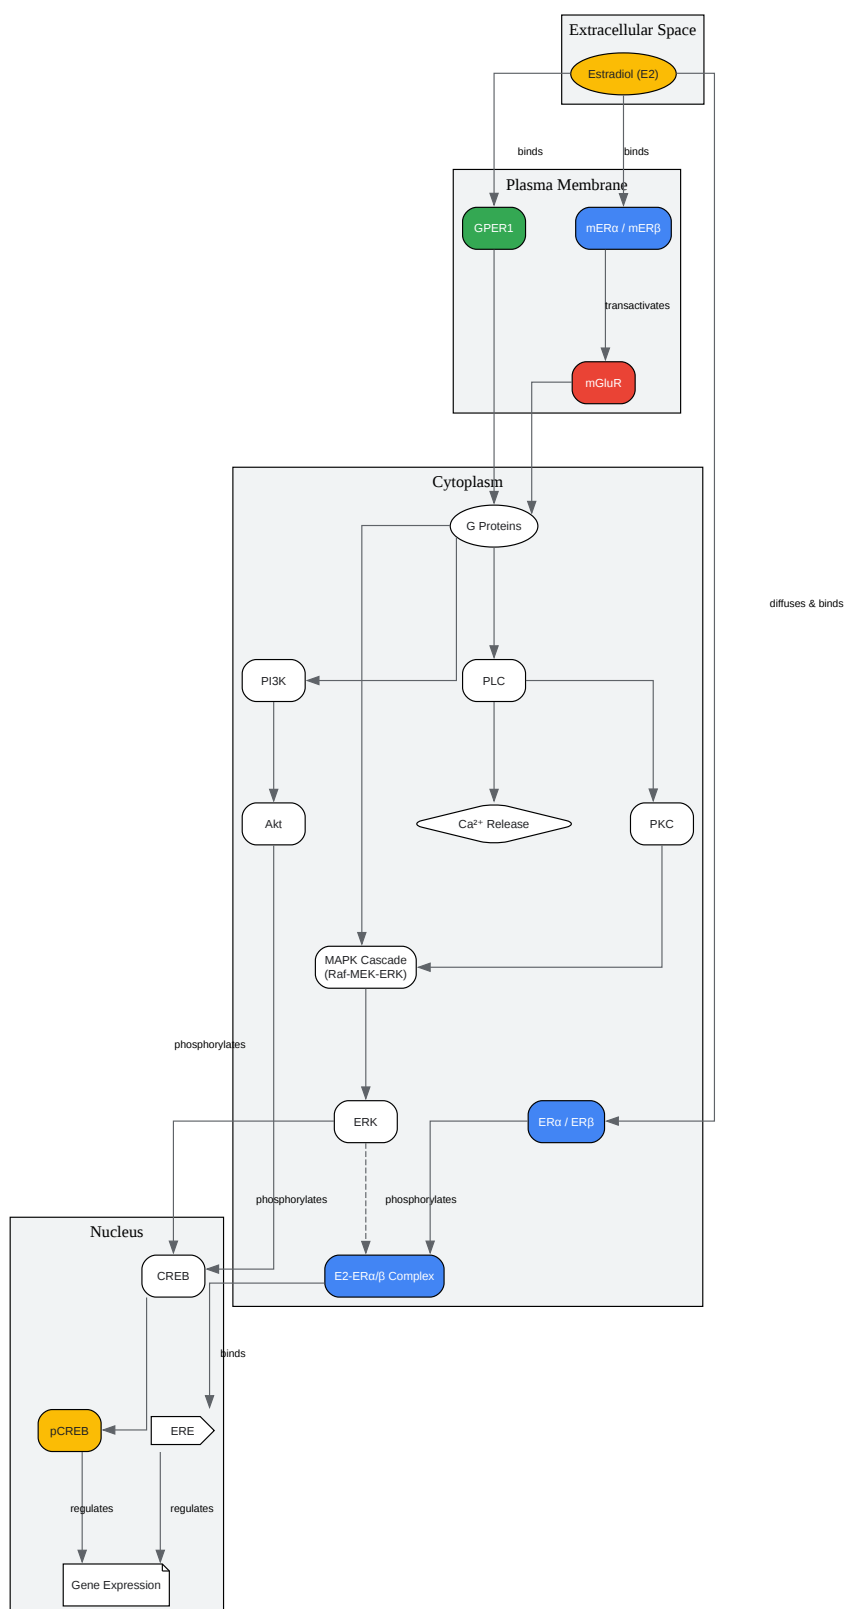 Extracellular Space
Estradiol (E2)
binds
binds
Plasma Membrane
GPER1
mERα / mERβ
transactivates
mGluR
Cytoplasm
G Proteins
diffuses & binds
PI3K
PLC
Akt
Ca²⁺ Release
PKC
MAPK Cascade
(Raf-MEK-ERK)
phosphorylates
ERK
ERα / ERβ
phosphorylates
phosphorylates
Nucleus
CREB
E2-ERα/β Complex
binds
pCREB
ERE
regulates
regulates
Gene Expression